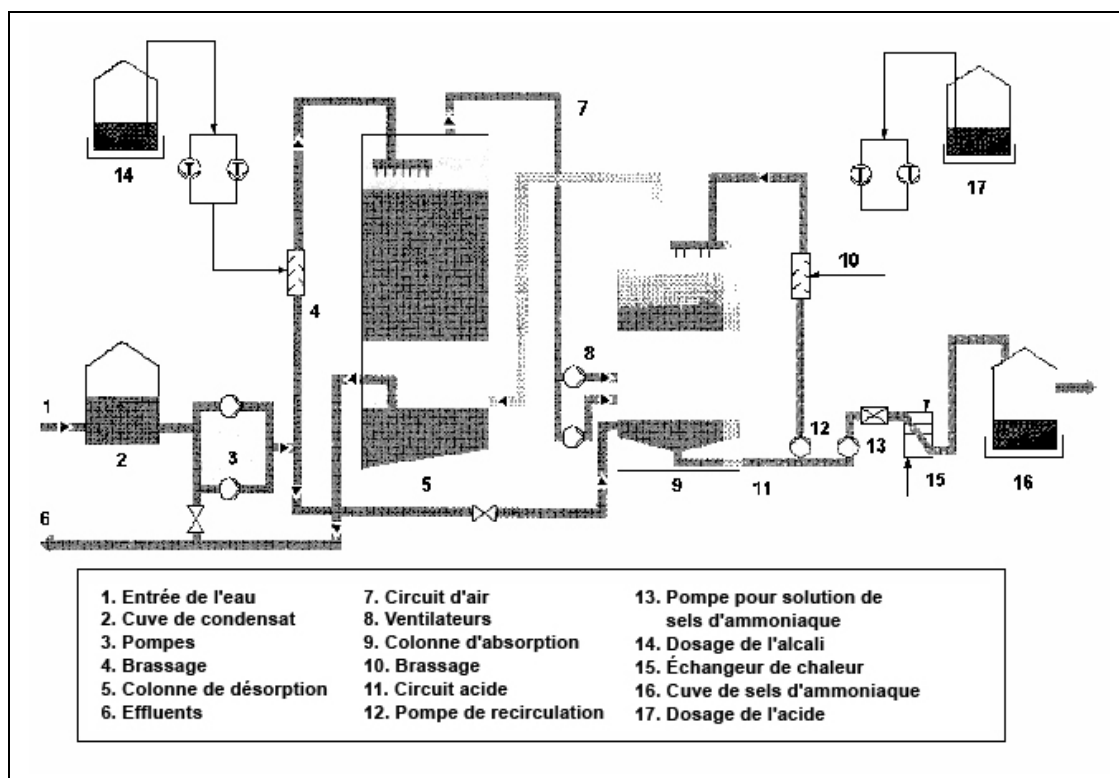 14
17
7
10
4
8
1
2
3
5
12
13
9
11
15
16
6
1. Entrée de l'eau
2. Cuve de condensat
3. Pompes
4. Brassage
5. Colonne de désorption
6. Effluents
7. Circuit d'air
8. Ventilateurs
9. Colonne d'absorption
10. Brassage
11. Circuit acide
12. Pompe de recirculation
13. Pompe pour solution de
sels d'ammoniaque
14. Dosage de l'alcali
15. Échangeur de chaleur
16. Cuve de sels d'ammoniaque
17. Dosage de l'acide